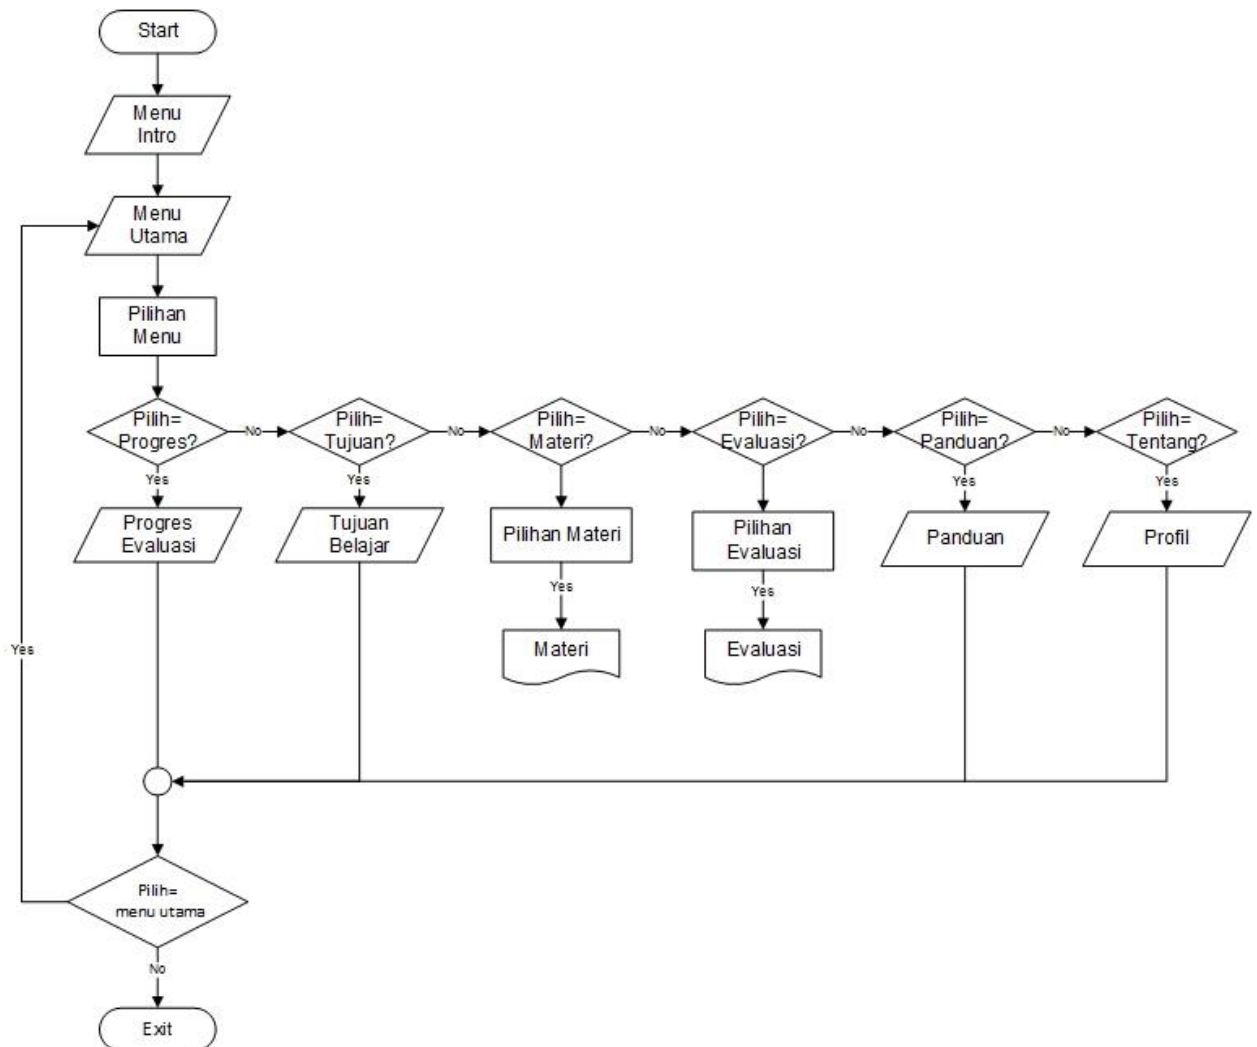 Start
Menu
Intro
Menu
Utama
Pilihan
Menu
Pilih=
Progres?
No
Pilih=
Tujuan?
No
Pilih=
Materi?
No
Pilih=
Evaluasi?
No
Pilih=
Panduan?
No
Pilih=
Tentang?
Yes
Yes
Yes
Yes
Progres
Evaluasi
Tujuan
Belajar
Pilihan Materi
Pilihan
Evaluasi
Panduan
Profil
Yes
Yes
Materi
Evaluasi
Yes
Pilih=
menu utama
No
Exit